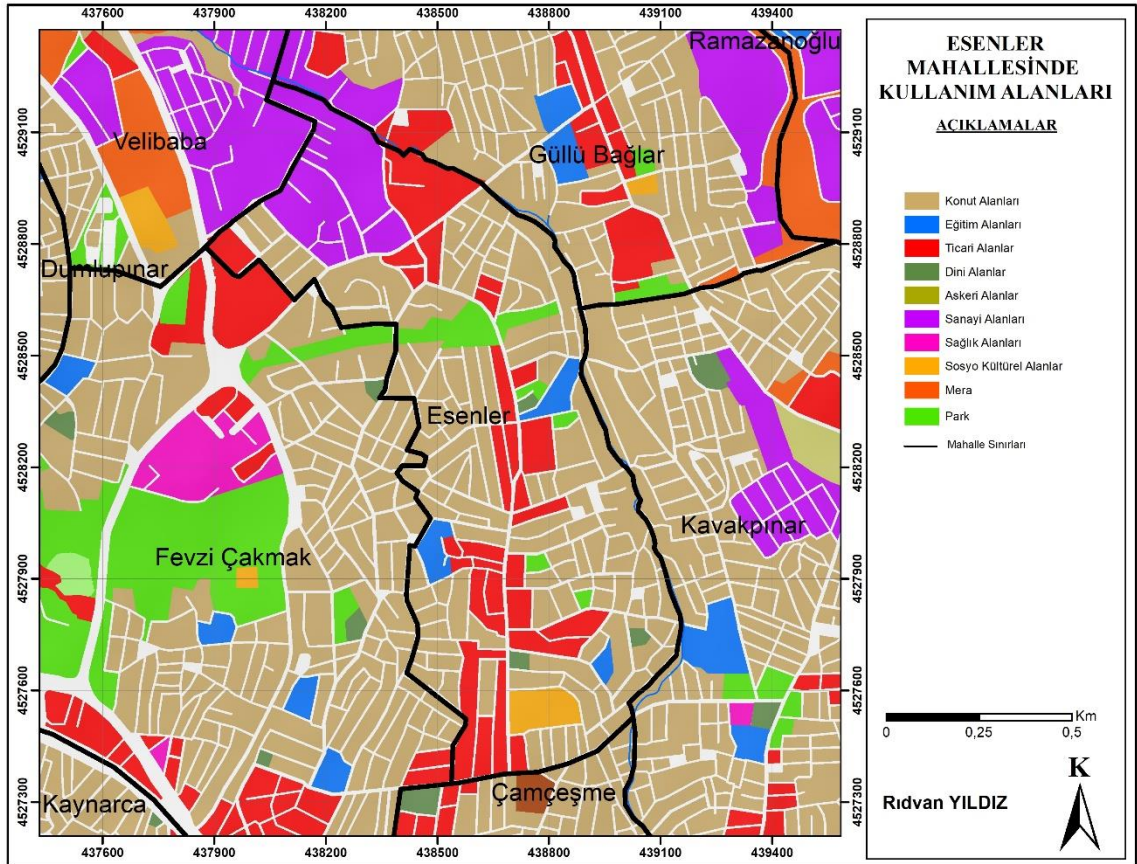 437600 437900 438200 438500 438800 439100 439400
4529100
4528800
4528500
4528200
4527900
4527600
4527300
Ramazanoğlu
Velibaba
Güllü Bağlar
Dumlupınar
Esenler
Kavakpınar
Fevzi Çakmak
Çamçeşme
Kaynarca
4529100
4528800
4528500
4528200
4527900
4527600
4527300
437600 437900 438200 438500 438800 439100 439400
ESENLER
MAHALLESİNDE
KULLANIM ALANLARI
AÇIKLAMALAR
Konut Alanları
Eğitim Alanları
Ticari Alanlar
Dini Alanlar
Askeri Alanlar
Sanayi Alanları
Sağlık Alanları
Sosyo Kültürel Alanlar
Mera
Park
Mahalle Sınırları
Km
0 0,25 0,5
K
Rıdvan YILDIZ